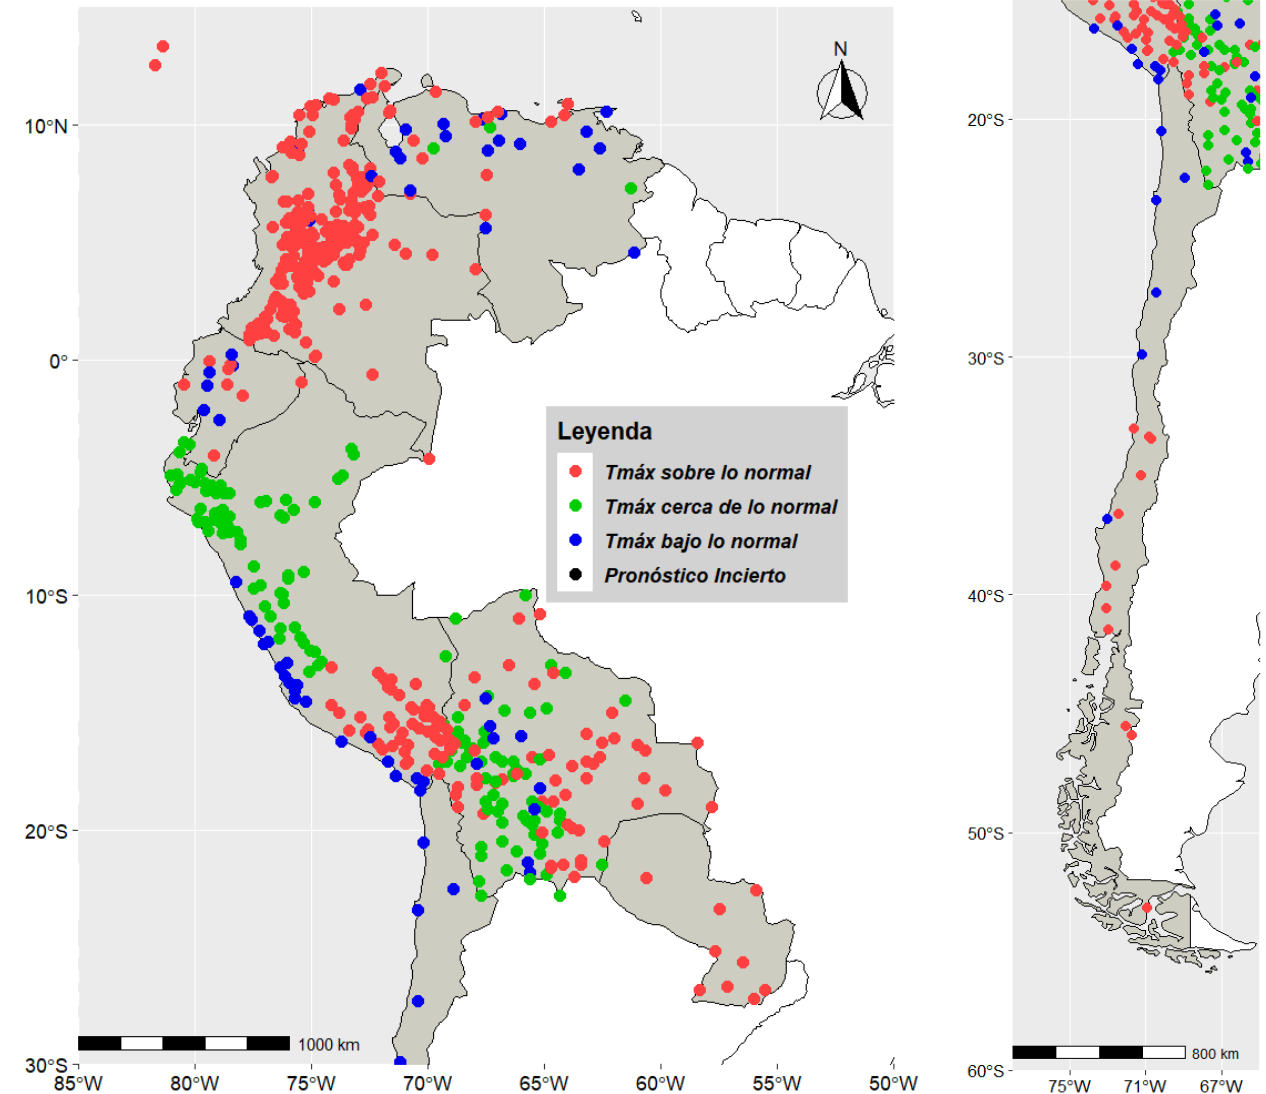 N
10°N
0°
10°S
20°S
30°S
85°W
80°W
75°W
70°W
65°W
60°W
55°W
50°W
1000 km
Leyenda
Tmáx sobre lo normal
Tmáx cerca de lo normal
Tmáx bajo lo normal
Pronóstico Incierto
20°S
30°S
40°S
50°S
60°S
75°W
71°W
67°W
800 km